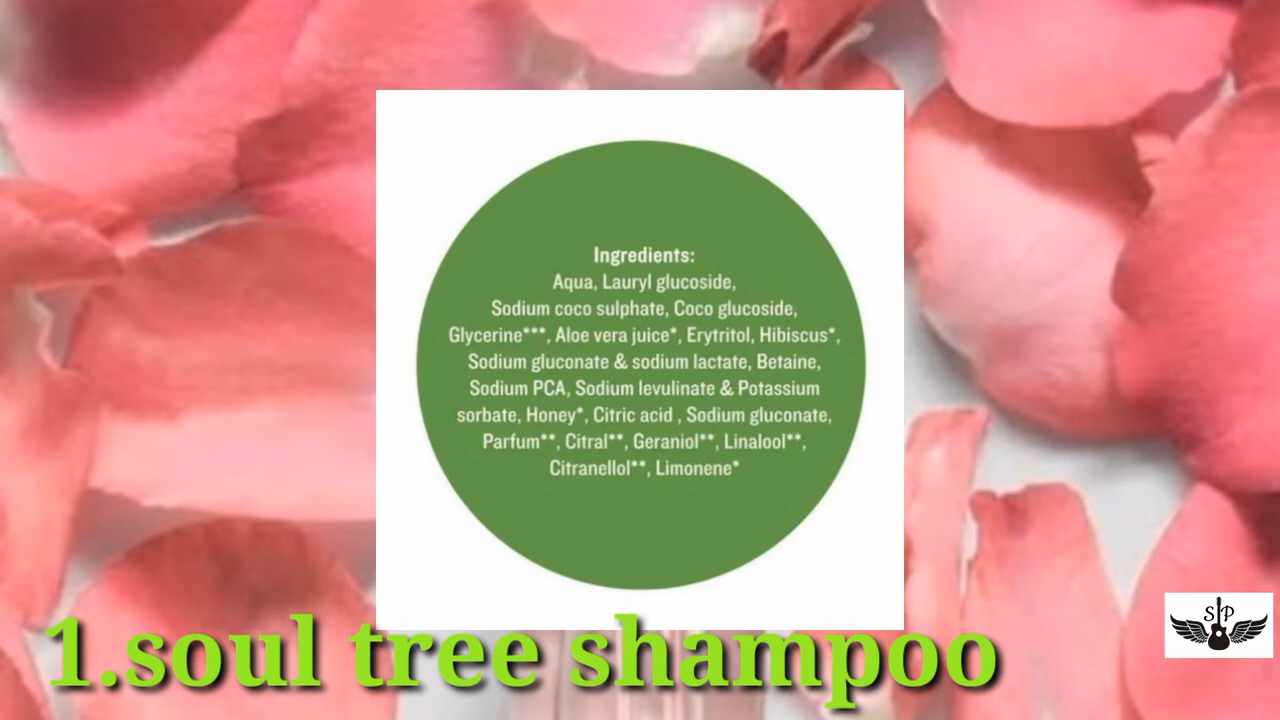 Ingredients:
Aqua, Lauryl glucoside,
Sodium coco sulphate, Coco glucoside,
Glycerine***, Aloe vera juice*, Erytritol, Hibiscus*,
Sodium gluconate & sodium lactate, Betaine,
Sodium PCA, Sodium levulinate & Potassium
sorbate, Honey*, Citric acid , Sodium gluconate,
Parfum**, Citral**, Geraniol**, Linalool**,
Citranellol**, Limonene*
1.soul tree shampoo
SP